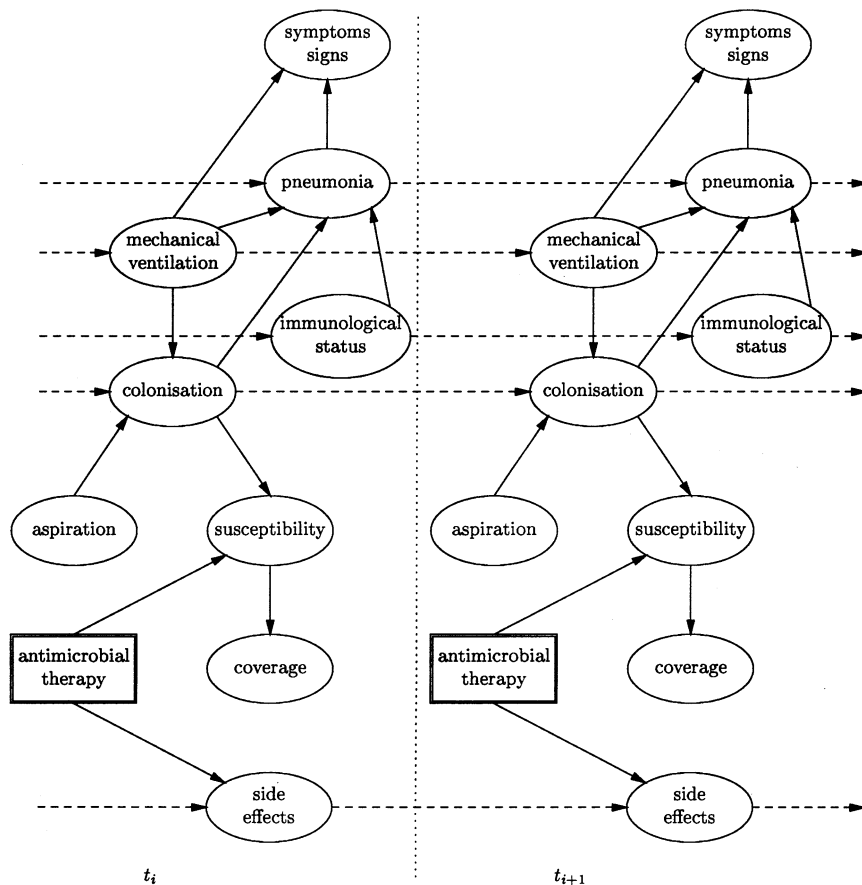 symptoms
signs
pneumonia
mechanical
ventilation
immunological
status
colonisation
aspiration
susceptibility
antimicrobial
therapy
coverage
side
effects
t_i
symptoms
signs
pneumonia
mechanical
ventilation
immunological
status
colonisation
aspiration
susceptibility
antimicrobial
therapy
coverage
side
effects
t_{i+1}